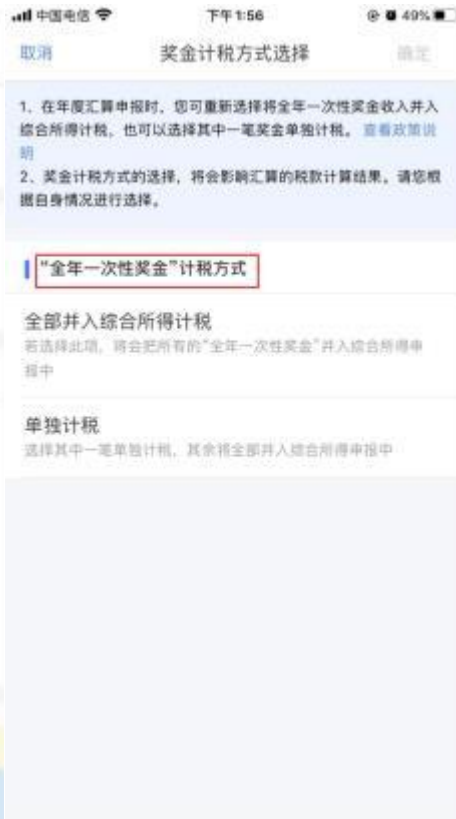 中国电信 下午1:56 49%
取消 奖金计税方式选择 确定
1、在年度汇算申报时，您可重新选择将全年一次性奖金收入并入
综合所得计税，也可以选择其中一笔奖金单独计税。查看政策说
明
2、奖金计税方式的选择，将会影响汇算的税款计算结果。请您根
据自身情况进行选择。
“全年一次性奖金”计税方式
全部并入综合所得计税
若选择此项，将会把所有的“全年一次性奖金”并入综合所得申
报中
单独计税
选择其中一笔单独计税，其余将全部并入综合所得申报中